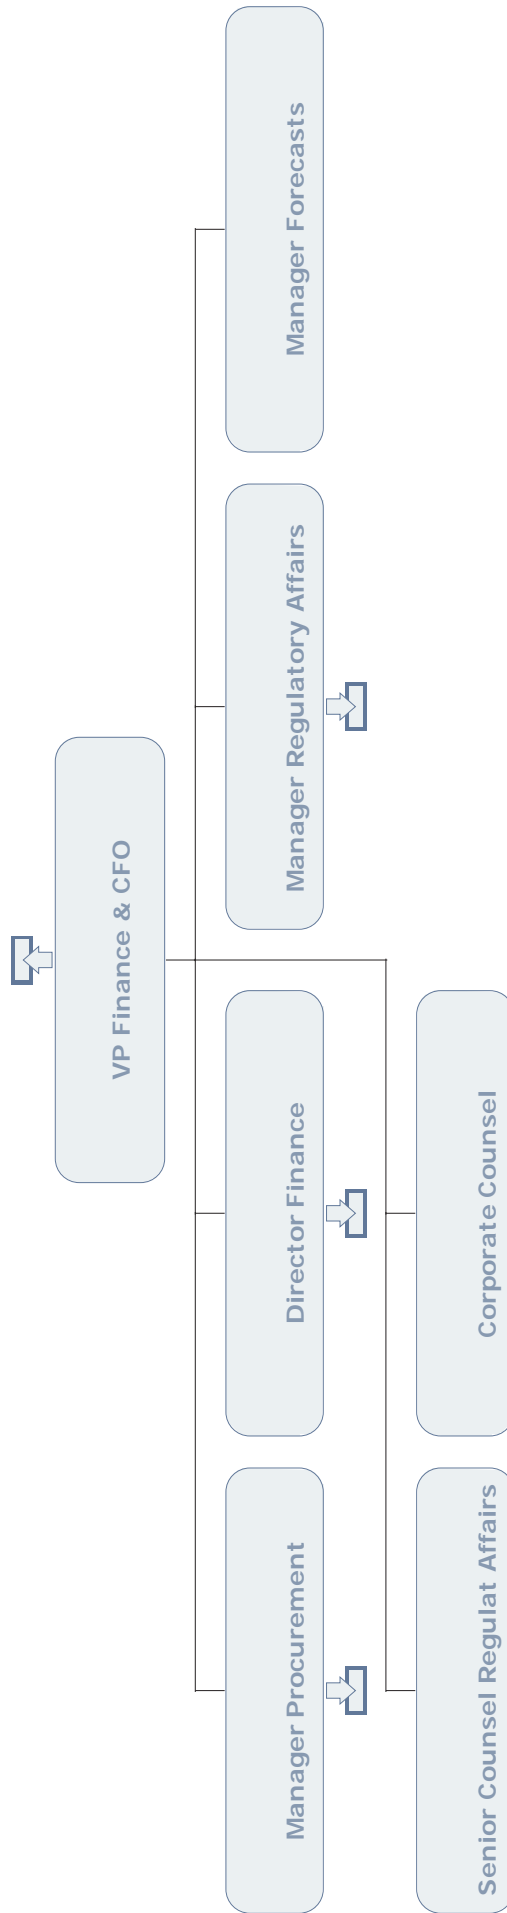 VP Finance & CFO
Manager Procurement
Director Finance
Manager Regulatory Affairs
Manager Forecasts
Senior Counsel Regulat Affairs
Corporate Counsel